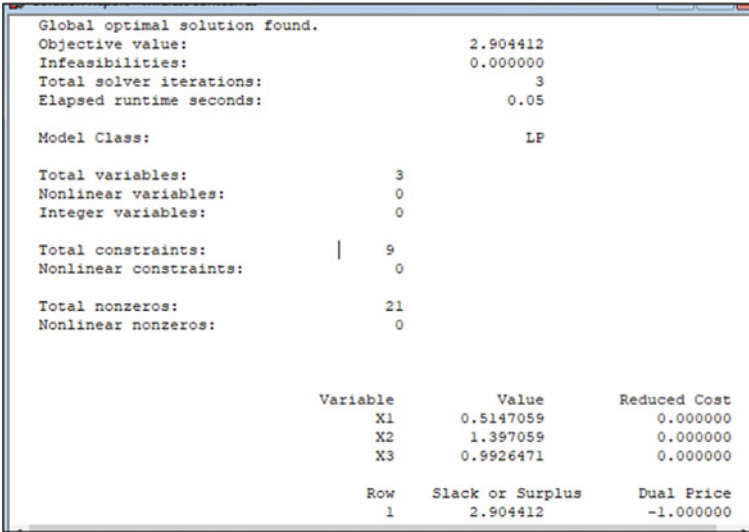 Global optimal solution found.
Objective value: 2.904412
Infeasibilities: 0.000000
Total solver iterations: 3
Elapsed runtime seconds: 0.05
Model Class: LP
Total variables: 3
Nonlinear variables: 0
Integer variables: 0
Total constraints: 9
Nonlinear constraints: 0
Total nonzeros: 21
Nonlinear nonzeros: 0
Variable Value Reduced Cost
X1 0.5147059 0.000000
X2 1.397059 0.000000
X3 0.9926471 0.000000
Row Slack or Surplus Dual Price
1 2.904412 -1.000000